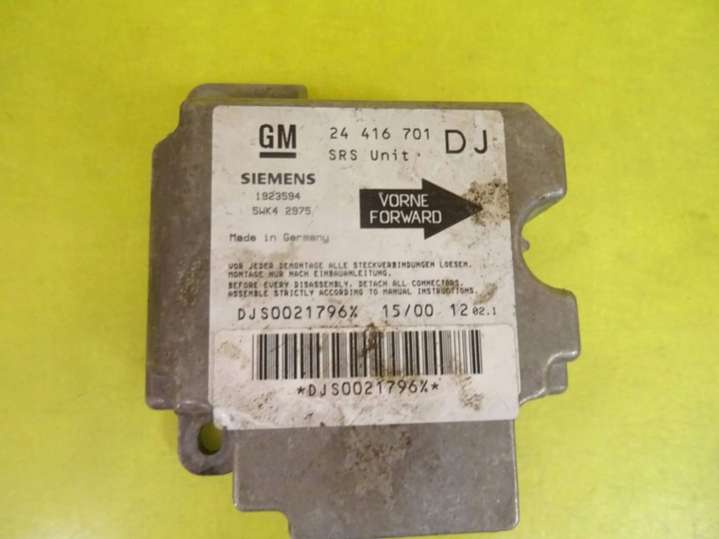 GM 24 416 701 DJ
SRS Unit
SIEMENS
1923594
5WK4 2975
VORNE
FORWARD
Made in Germany
VOR JEDER DEMONTAGE ALLE STECKVERBINDUNGEN LOESEN.
MONTAGE NUR NACH EINBAUANLEITUNG.
BEFORE EVERY DISASSEMBLY, DETACH ALL CONNECTORS.
ASSEMBLE STRICTLY ACCORDING TO MANUAL INSTRUCTIONS.
DJS0021796% 15/00 12 02.1
*DJS0021796%*